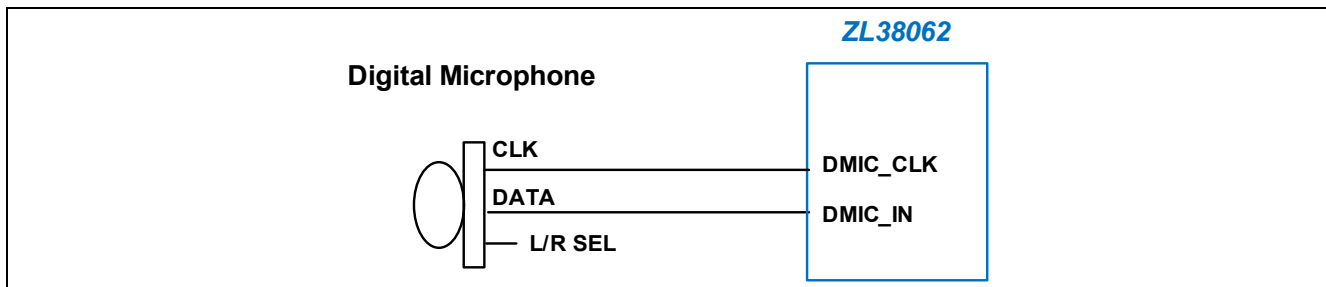 ZL38062
Digital Microphone
CLK
DMIC_CLK
DATA
DMIC_IN
L/R SEL